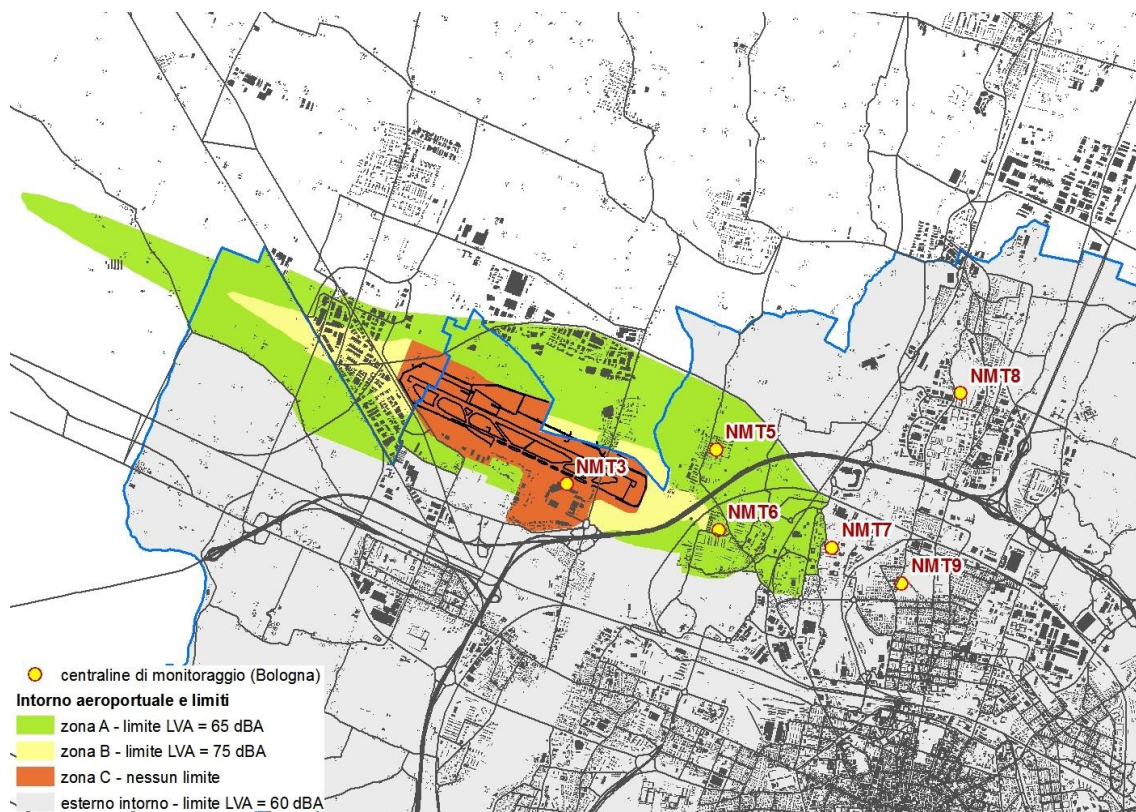 NMT8
NMT5
NMT3
NMT6
NMT7
NMT9
centraline di monitoraggio (Bologna)
Intorno aeroportuale e limiti
zona A - limite LVA = 65 dBA
zona B - limite LVA = 75 dBA
zona C - nessun limite
esterno intorno - limite LVA = 60 dBA